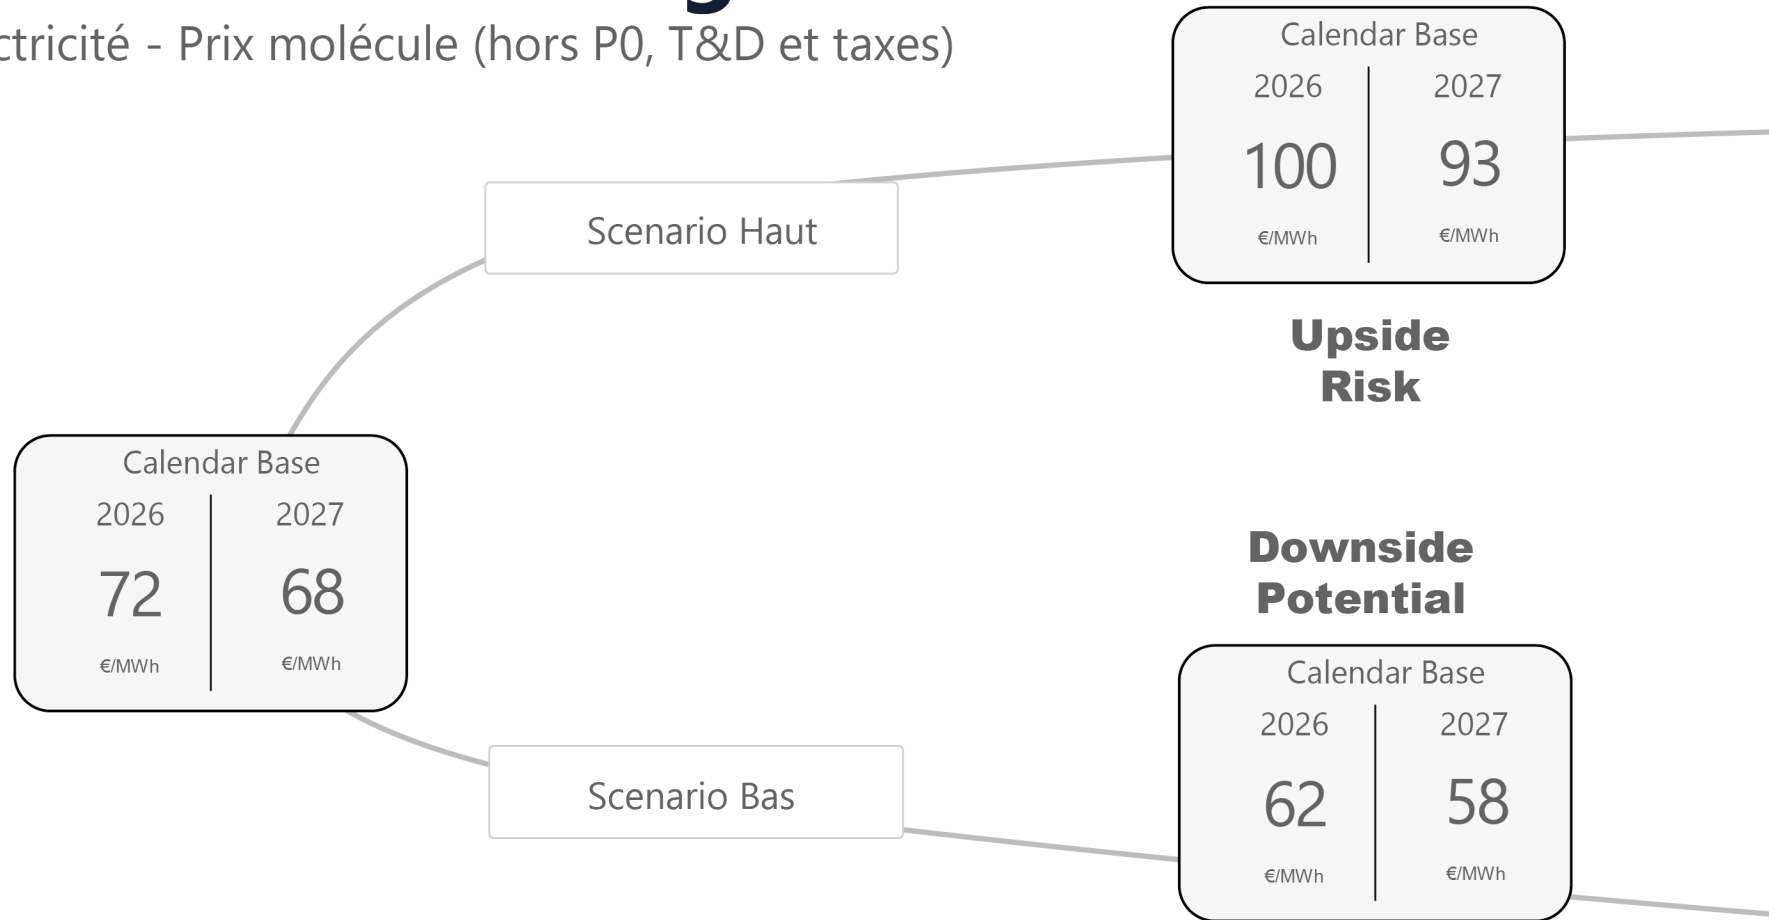 ctricité - Prix molécule (hors P0, T&D et taxes)
Calendar Base
2026 2027
100 93
€/MWh €/MWh
Scenario Haut
Upside
Risk
Calendar Base
2026 2027
72 68
€/MWh €/MWh
Downside
Potential
Scenario Bas
Calendar Base
2026 2027
62 58
€/MWh €/MWh